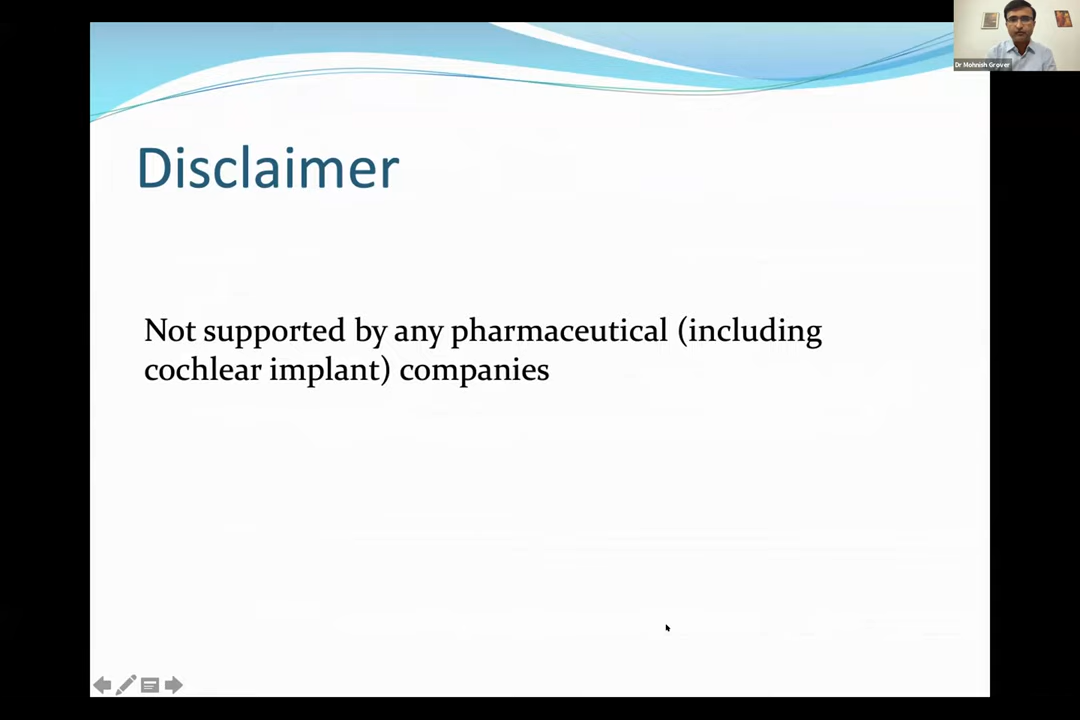 Dr Mohnish Grover
Disclaimer
Not supported by any pharmaceutical (including
cochlear implant) companies